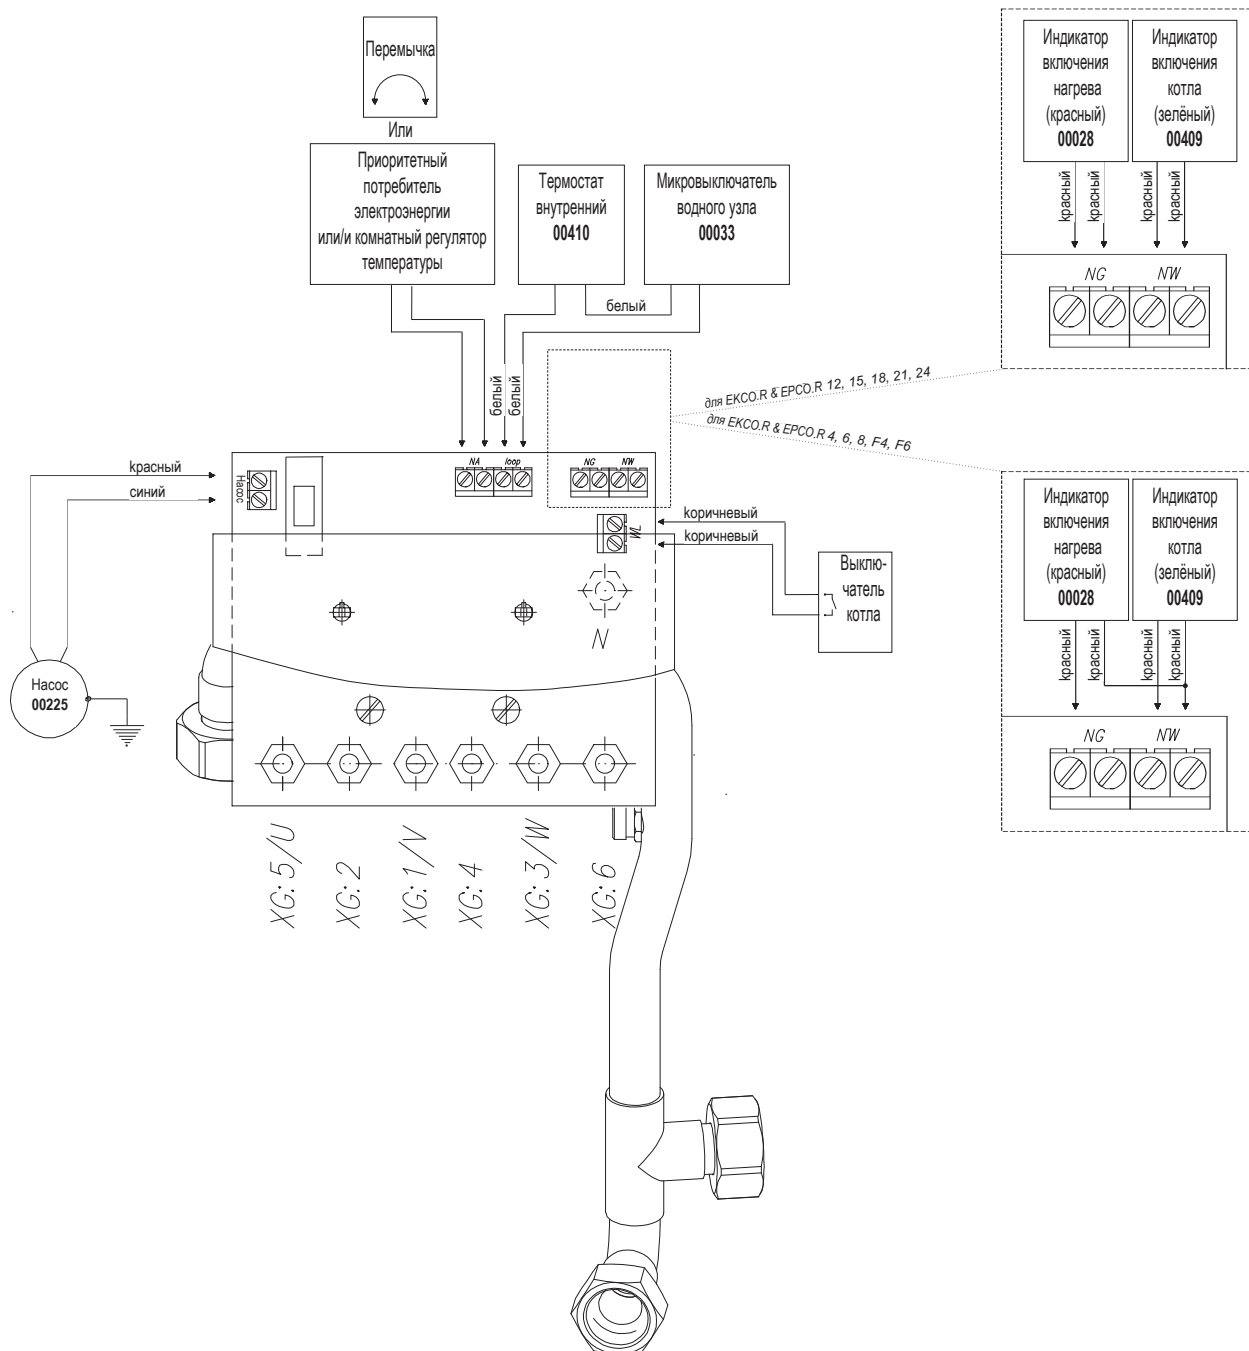 Перемычка
Или
Приоритетный
потребитель
электроэнергии
или/и комнатный регулятор
температуры
Термостат
внутренний
00410
Микровыключатель
водного узла
00033
белый
белый
белый
Индикатор
включения
нагрева
(красный)
00028
Индикатор
включения
котла
(зелёный)
00409
красный
красный
красный
красный
NG
NW
для EKCO.R & EPCO.R 12, 15, 18, 21, 24
для EKCO.R & EPCO.R 4, 6, 8, F4, F6
красный
синий
Насос
NA
loop
NG
NW
WL
коричневый
коричневый
Выклю-
чатель
котла
N
Насос
00225
Индикатор
включения
нагрева
(красный)
00028
Индикатор
включения
котла
(зелёный)
00409
красный
красный
красный
красный
NG
NW
XG: 5/U
XG: 2
XG: 1/V
XG: 4
XG: 3/W
XG: 6